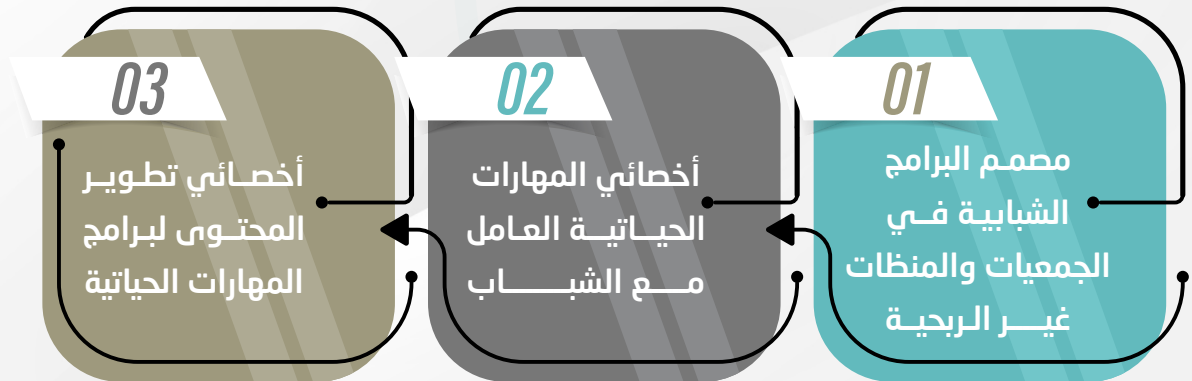 01
مصمم البرامج
الشبابية في
الجمعيات والمنظات
غير الربحية
02
أخصائي المهارات
الحياتية العامل
مع الشباب
03
أخصائي تطوير
المحتوى لبرامج
المهارات الحياتية